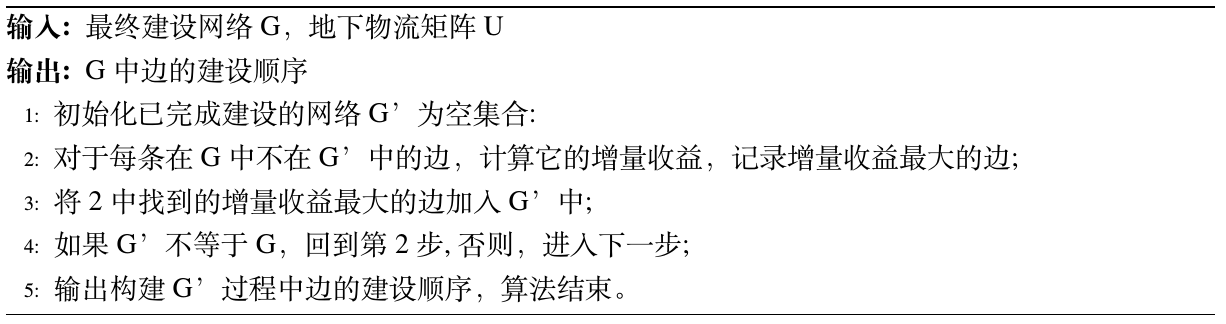 输入: 最终建设网络 G，地下物流矩阵 U
输出: G 中边的建设顺序
1: 初始化已完成建设的网络 G’为空集合:
2: 对于每条在 G 中不在 G’中的边，计算它的增量收益，记录增量收益最大的边;
3: 将 2 中找到的增量收益最大的边加入 G’中;
4: 如果 G’不等于 G，回到第 2 步, 否则，进入下一步;
5: 输出构建 G’过程中边的建设顺序，算法结束。